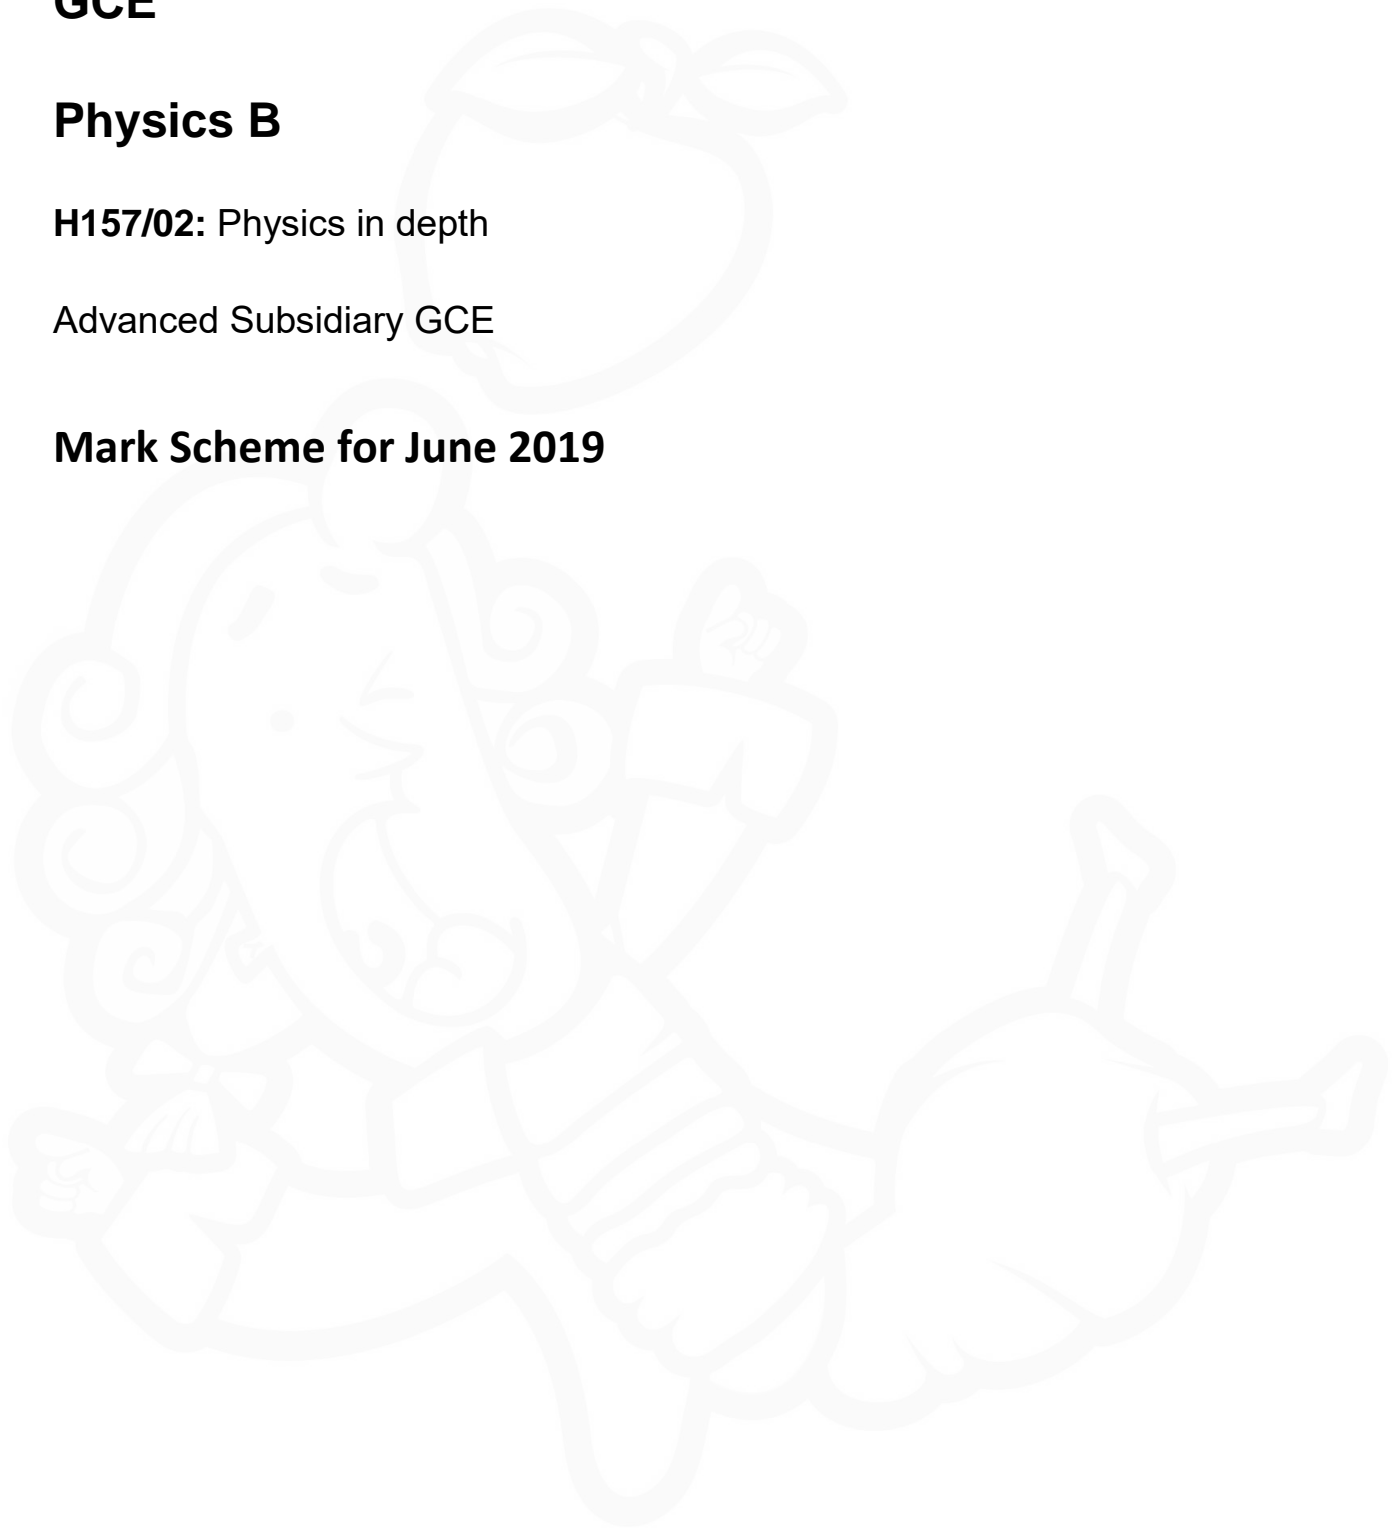 GCE
Physics B
H157/02: Physics in depth
Advanced Subsidiary GCE
Mark Scheme for June 2019